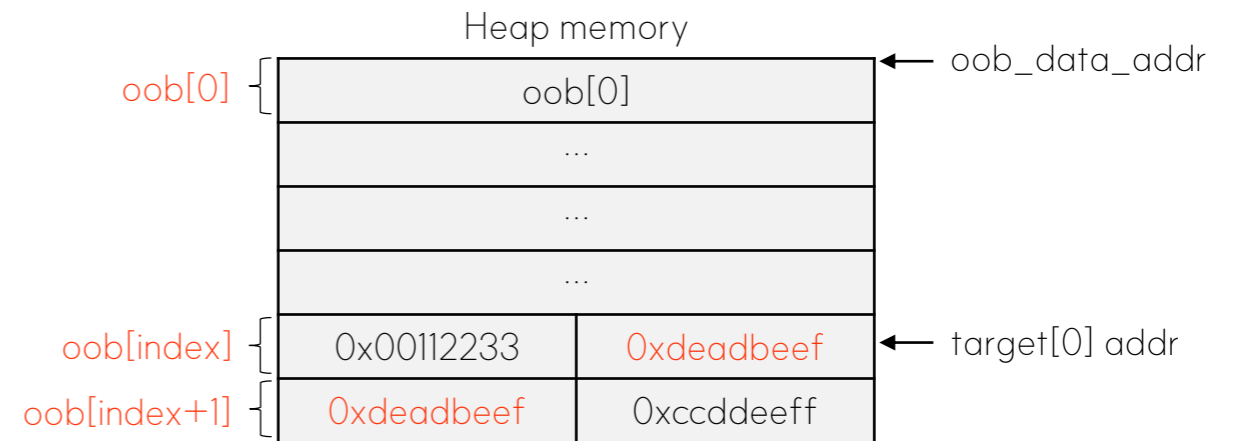 Heap memory
oob[0] oob[0] oob_data_addr
...
...
...
oob[index] 0x00112233 0xdeadbeef target[0] addr
oob[index+1] 0xdeadbeef 0xccddeeff